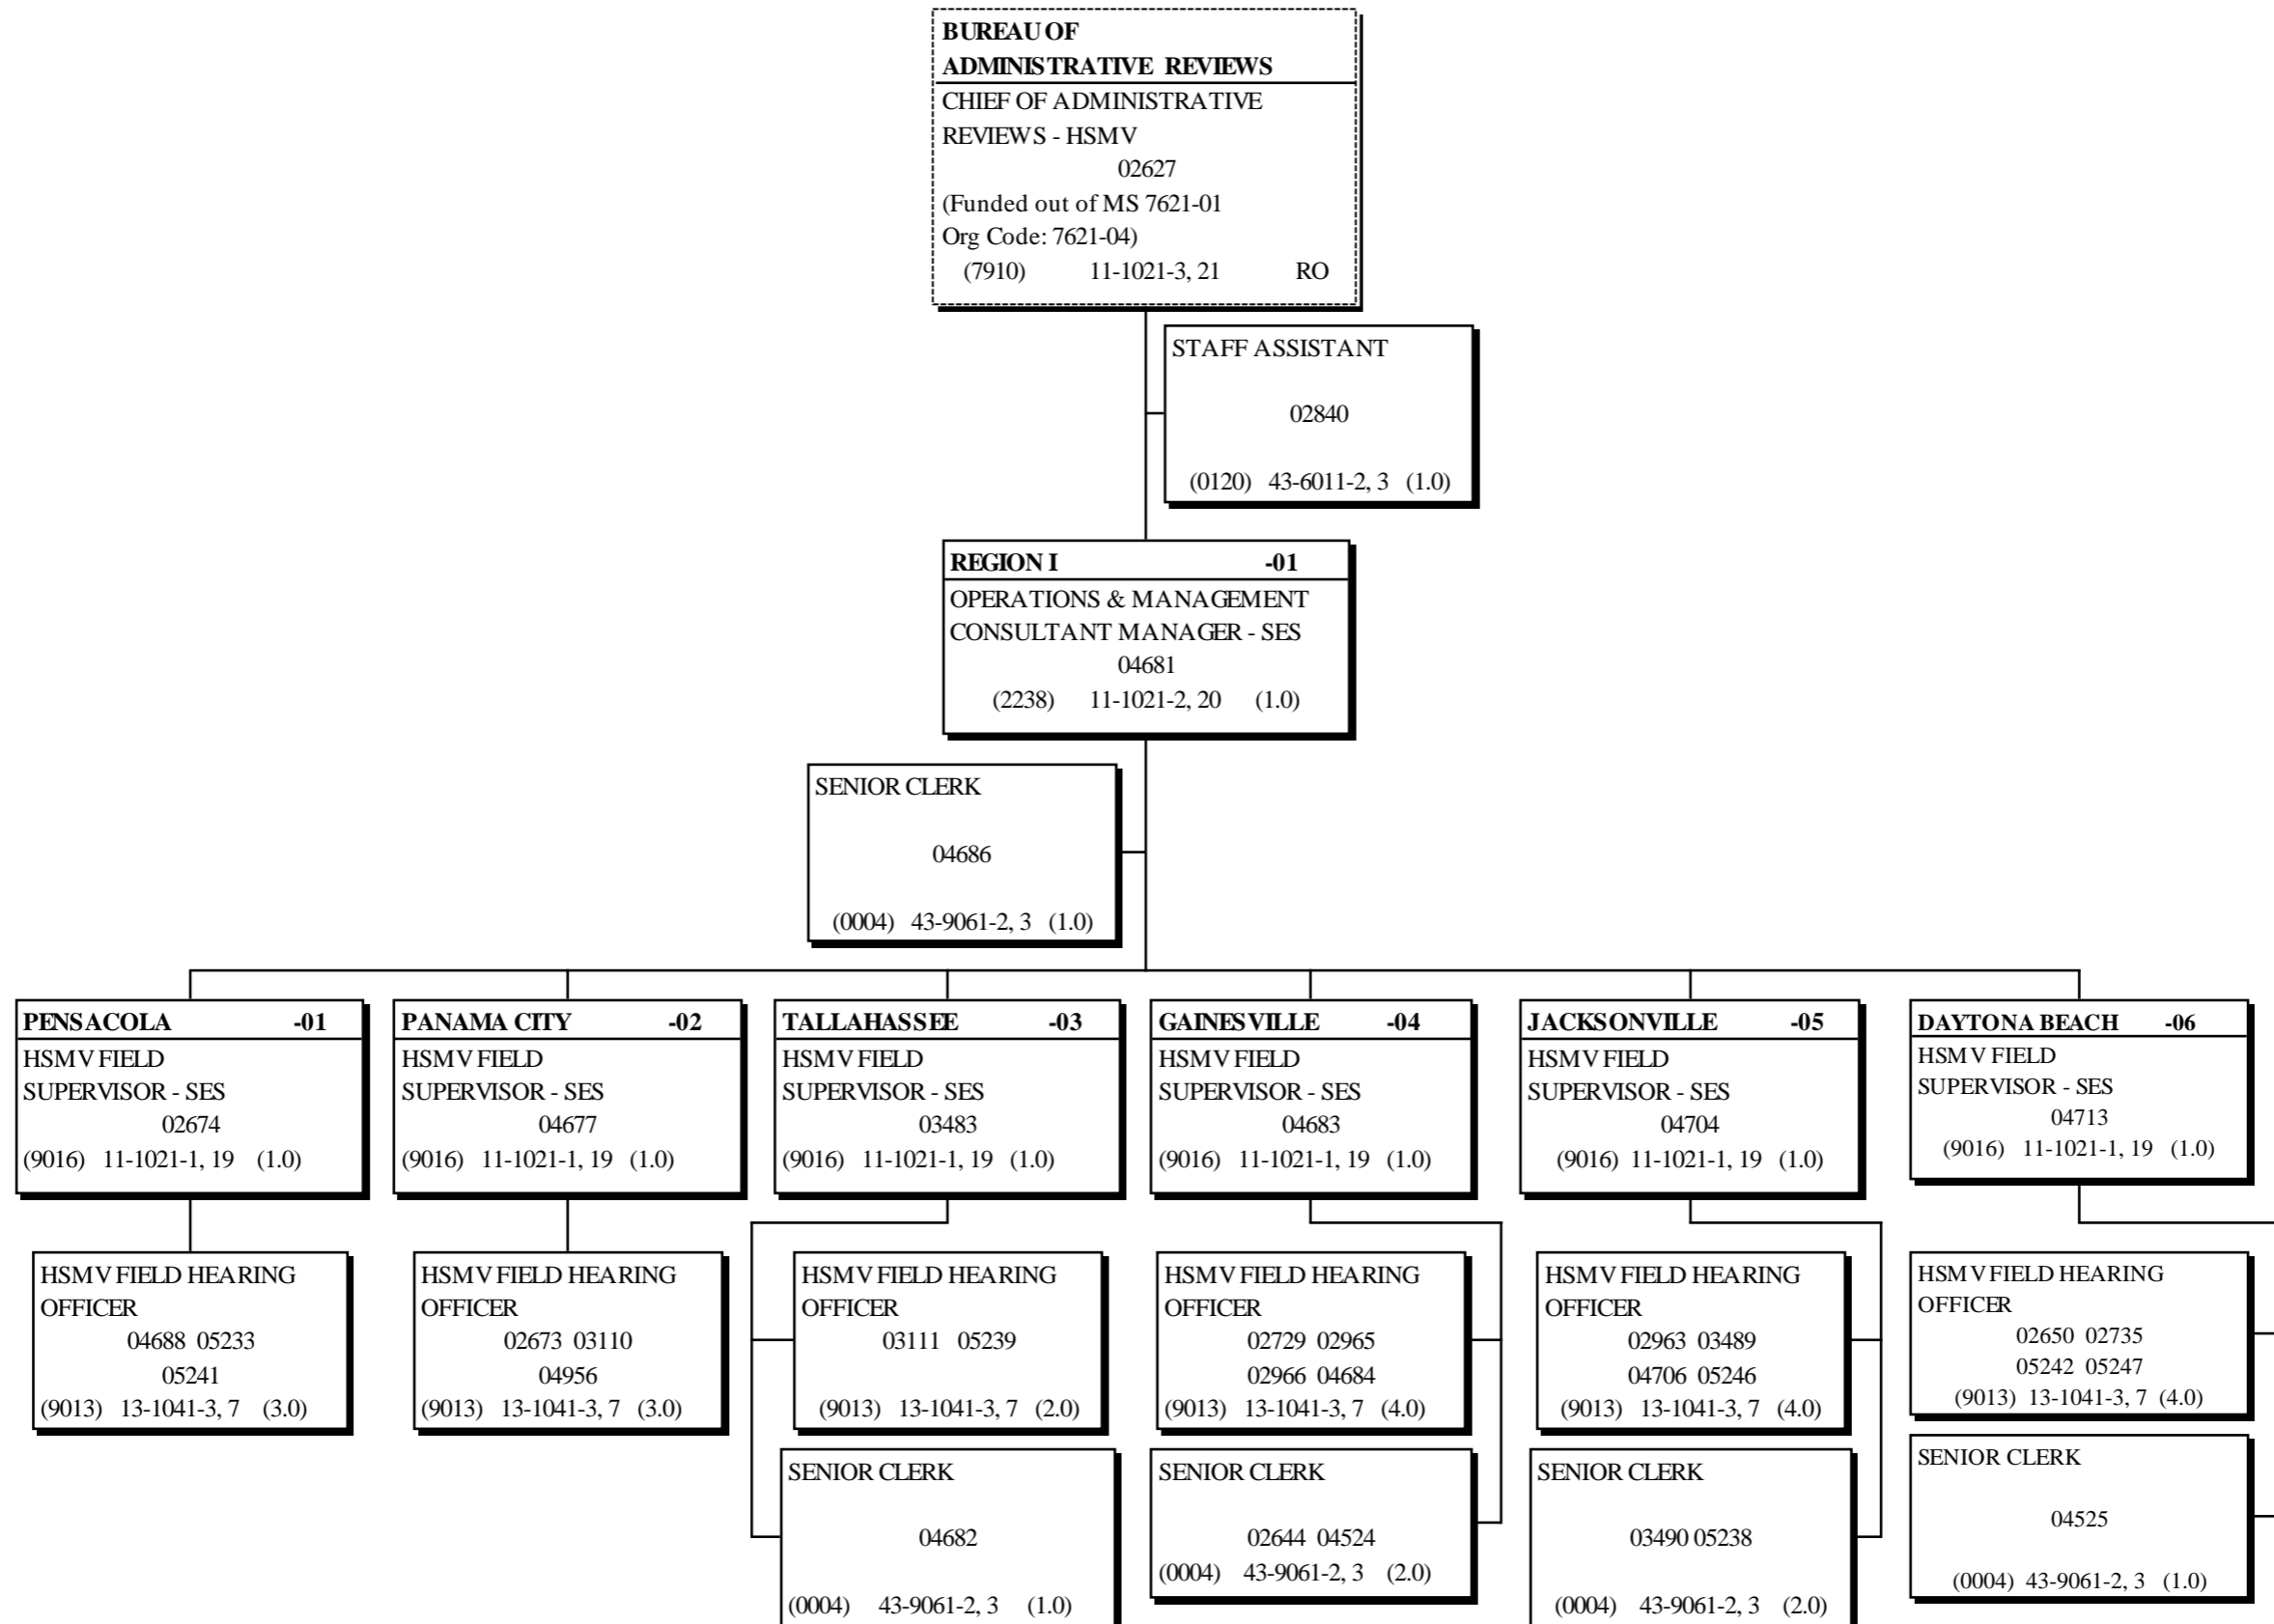 BUREAU OF
ADMINISTRATIVE REVIEWS
CHIEF OF ADMINISTRATIVE
REVIEWS - HSMV
02627
(Funded out of MS 7621-01
Org Code: 7621-04)
(7910) 11-1021-3, 21 RO
STAFF ASSISTANT
02840
(0120) 43-6011-2, 3 (1.0)
REGION I -01
OPERATIONS & MANAGEMENT
CONSULTANT MANAGER - SES
04681
(2238) 11-1021-2, 20 (1.0)
SENIOR CLERK
04686
(0004) 43-9061-2, 3 (1.0)
PENSACOLA -01
HSMV FIELD
SUPERVISOR - SES
02674
(9016) 11-1021-1, 19 (1.0)
PANAMA CITY -02
HSMV FIELD
SUPERVISOR - SES
04677
(9016) 11-1021-1, 19 (1.0)
TALLAHASSEE -03
HSMV FIELD
SUPERVISOR - SES
03483
(9016) 11-1021-1, 19 (1.0)
GAINESVILLE -04
HSMV FIELD
SUPERVISOR - SES
04683
(9016) 11-1021-1, 19 (1.0)
JACKSONVILLE -05
HSMV FIELD
SUPERVISOR - SES
04704
(9016) 11-1021-1, 19 (1.0)
DAYTONA BEACH -06
HSMV FIELD
SUPERVISOR - SES
04713
(9016) 11-1021-1, 19 (1.0)
HSMV FIELD HEARING
OFFICER
04688 05233
05241
(9013) 13-1041-3, 7 (3.0)
HSMV FIELD HEARING
OFFICER
02673 03110
04956
(9013) 13-1041-3, 7 (3.0)
HSMV FIELD HEARING
OFFICER
03111 05239
(9013) 13-1041-3, 7 (2.0)
HSMV FIELD HEARING
OFFICER
02729 02965
02966 04684
(9013) 13-1041-3, 7 (4.0)
HSMV FIELD HEARING
OFFICER
02963 03489
04706 05246
(9013) 13-1041-3, 7 (4.0)
HSMV FIELD HEARING
OFFICER
02650 02735
05242 05247
(9013) 13-1041-3, 7 (4.0)
SENIOR CLERK
04682
(0004) 43-9061-2, 3 (1.0)
SENIOR CLERK
02644 04524
(0004) 43-9061-2, 3 (2.0)
SENIOR CLERK
03490 05238
(0004) 43-9061-2, 3 (2.0)
SENIOR CLERK
04525
(0004) 43-9061-2, 3 (1.0)